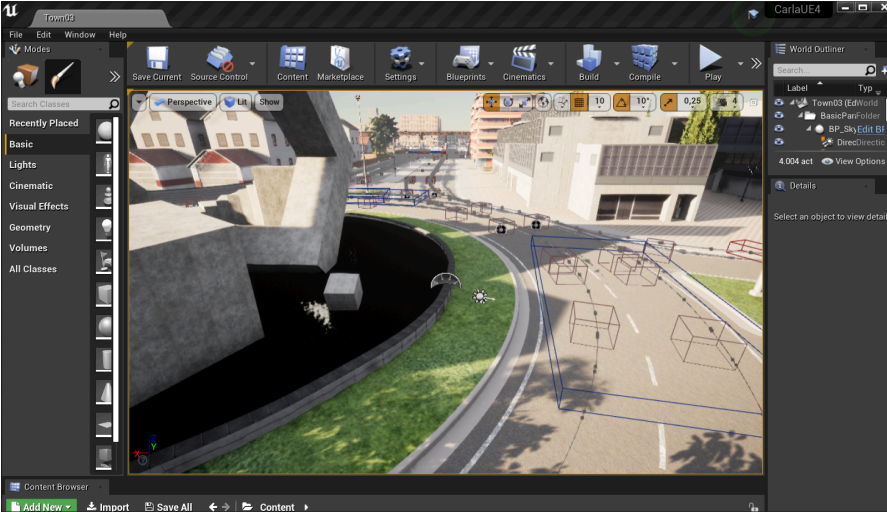 Town03
CarlaUE4
File Edit Window Help
Modes
Search Classes
Recently Placed
Basic
Lights
Cinematic
Visual Effects
Geometry
Volumes
All Classes
Save Current
Source Control
Content
Marketplace
Settings
Blueprints
Cinematics
Build
Compile
Play
Perspective
Lit
Show
10
10°
0,25
4
World Outliner
Search...
Label
Typ
Town03 (Ed World
BasicPar Folder
BP_Sky Edit BP
Direc Directic
4.004 act
View Options
Details
Select an object to view detail
Z
Y
X
Content Browser
Add New
Import
Save All
Content